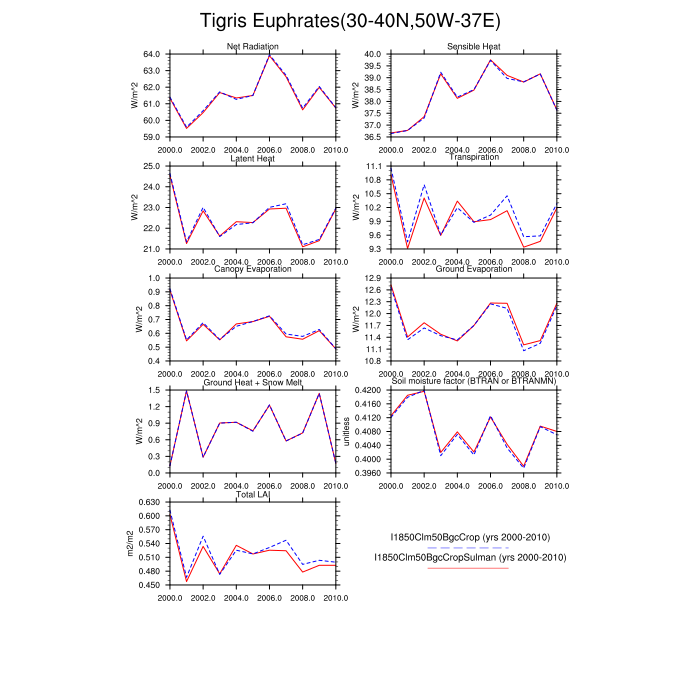 Tigris Euphrates(30-40N,50W-37E)
Net Radiation
W/m^2
64.0
63.0
62.0
61.0
60.0
59.0
2000.0 2002.0 2004.0 2006.0 2008.0 2010.0
Sensible Heat
W/m^2
40.0
39.5
39.0
38.5
38.0
37.5
37.0
36.5
2000.0 2002.0 2004.0 2006.0 2008.0 2010.0
Latent Heat
W/m^2
25.0
24.0
23.0
22.0
21.0
2000.0 2002.0 2004.0 2006.0 2008.0 2010.0
Transpiration
W/m^2
11.1
10.8
10.5
10.2
9.9
9.6
9.3
2000.0 2002.0 2004.0 2006.0 2008.0 2010.0
Canopy Evaporation
W/m^2
1.0
0.9
0.8
0.7
0.6
0.5
0.4
2000.0 2002.0 2004.0 2006.0 2008.0 2010.0
Ground Evaporation
W/m^2
12.9
12.6
12.3
12.0
11.7
11.4
11.1
10.8
2000.0 2002.0 2004.0 2006.0 2008.0 2010.0
Ground Heat + Snow Melt
W/m^2
1.5
1.2
0.9
0.6
0.3
0.0
2000.0 2002.0 2004.0 2006.0 2008.0 2010.0
Soil moisture factor (BTRAN or BTRANMN)
unitless
0.4200
0.4160
0.4120
0.4080
0.4040
0.4000
0.3960
2000.0 2002.0 2004.0 2006.0 2008.0 2010.0
Total LAI
m2/m2
0.630
0.600
0.570
0.540
0.510
0.480
0.450
2000.0 2002.0 2004.0 2006.0 2008.0 2010.0
I1850Clm50BgcCrop (yrs 2000-2010)
I1850Clm50BgcCropSulman (yrs 2000-2010)